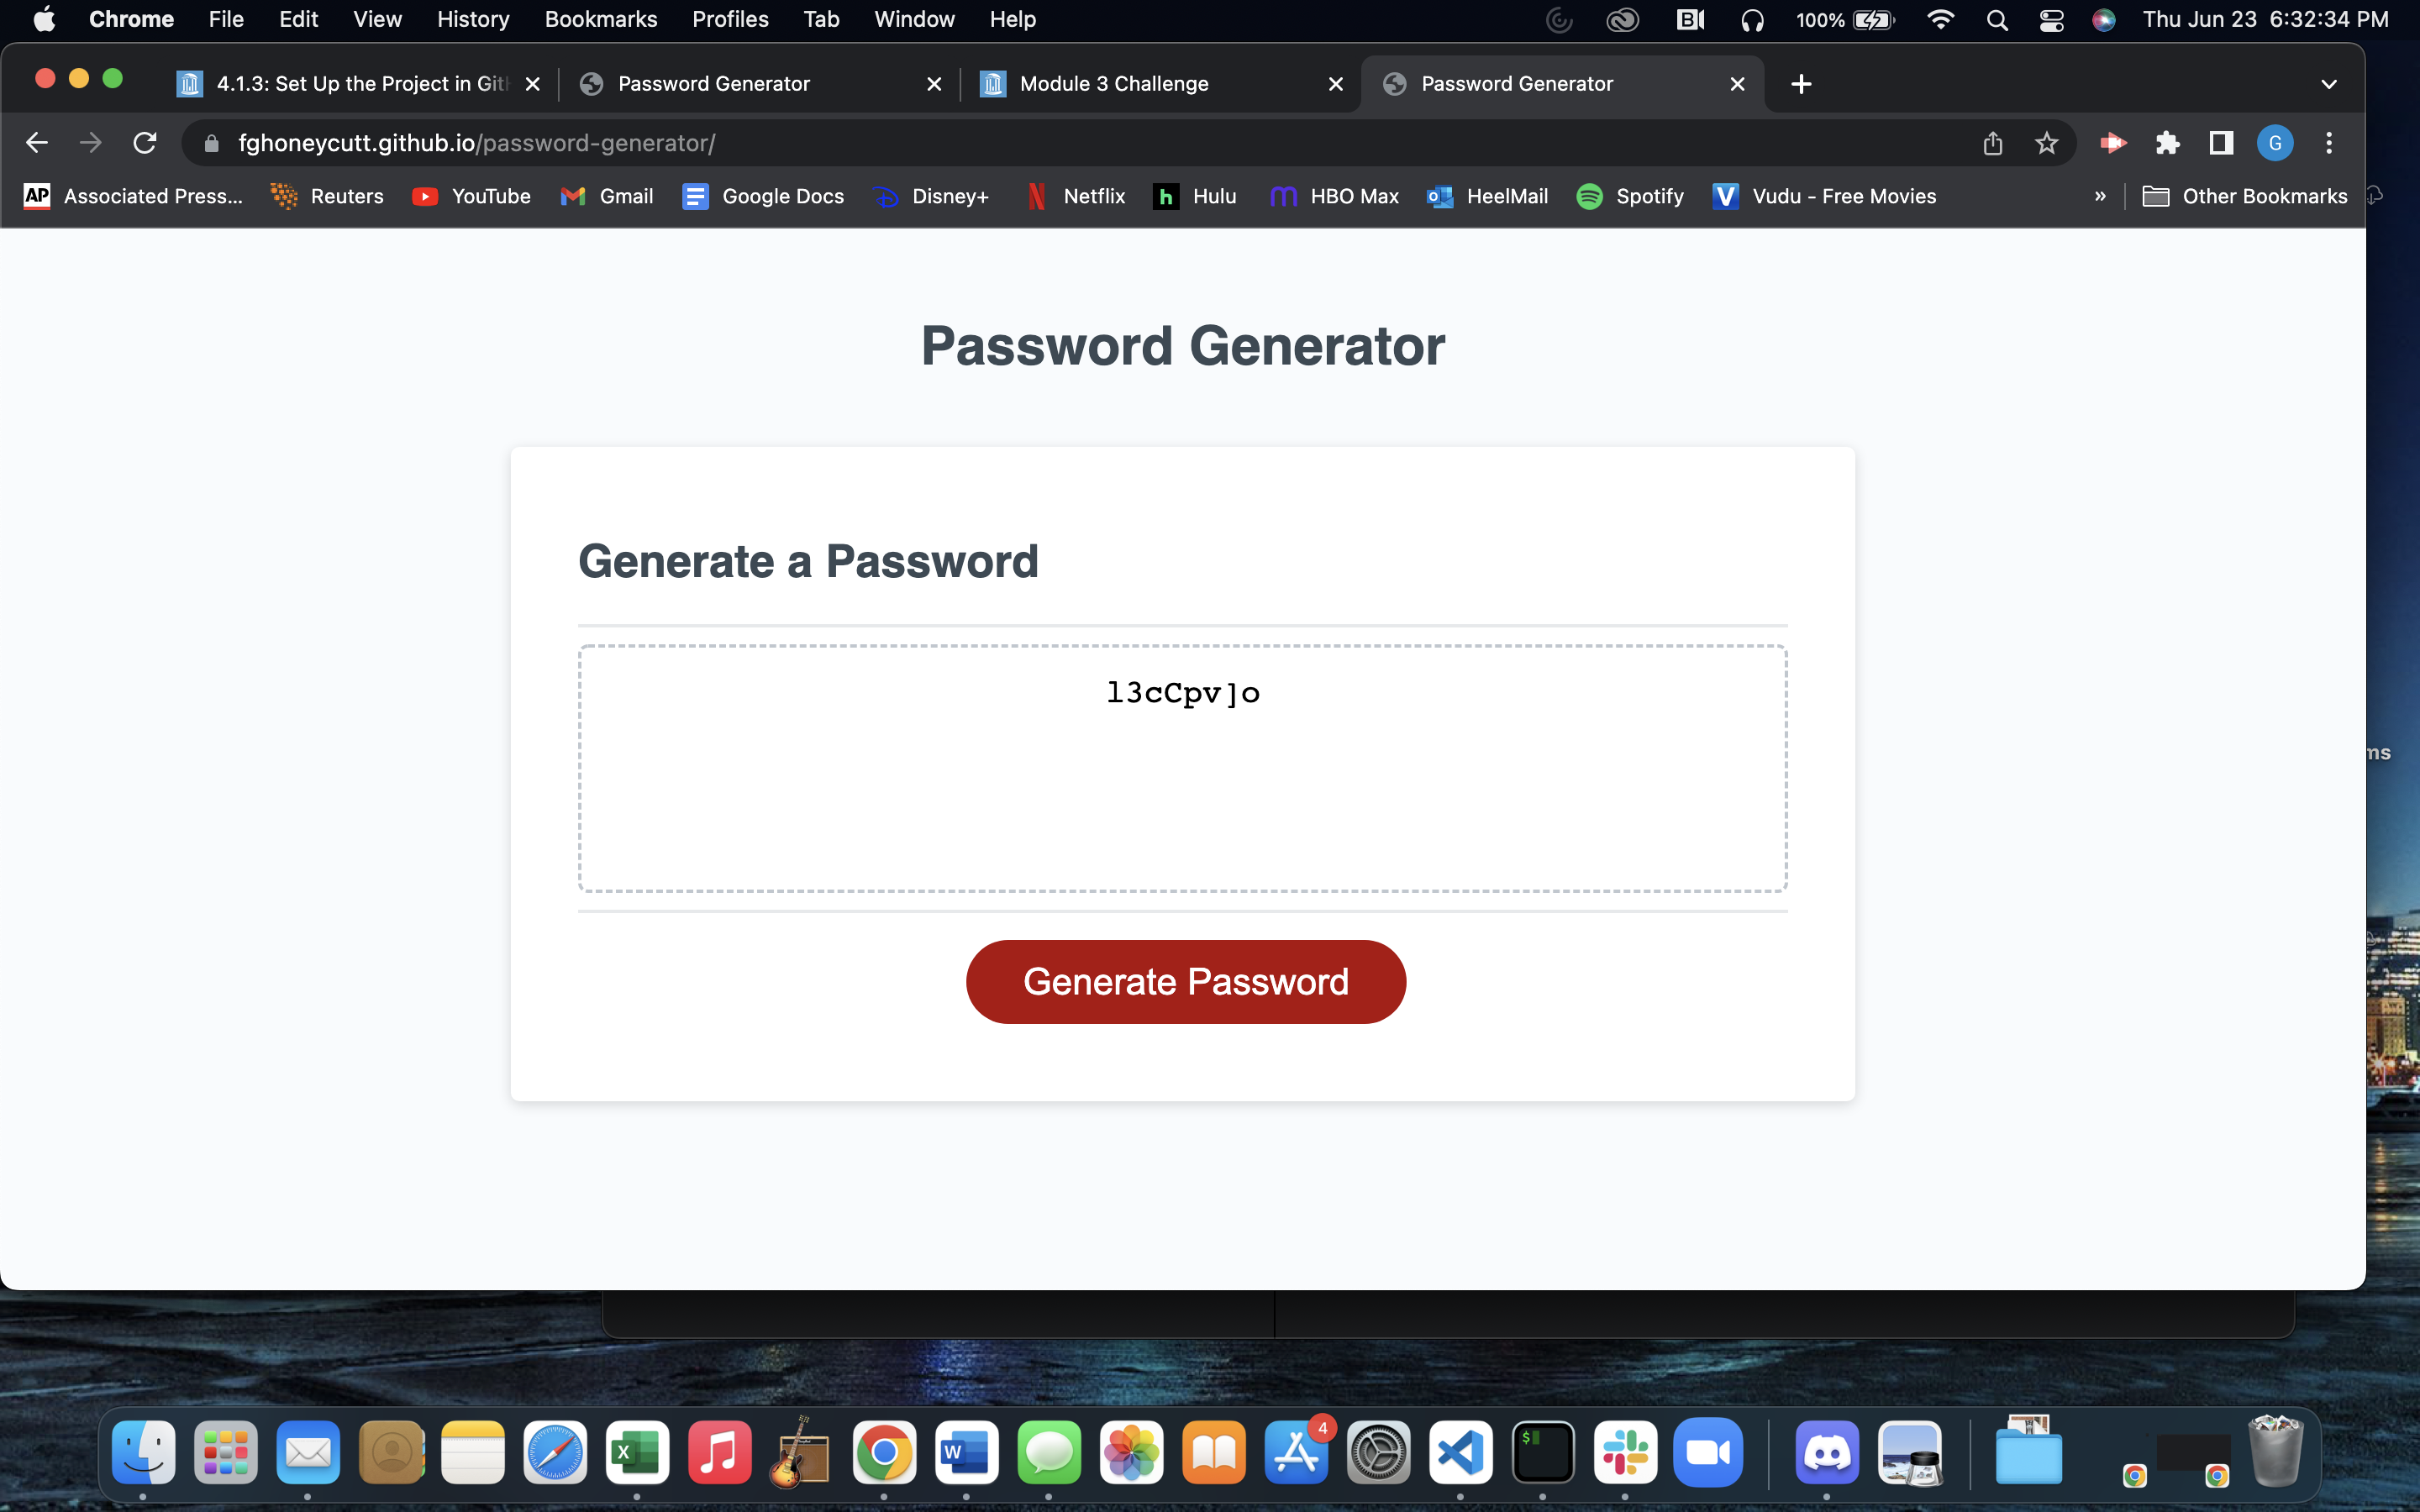 Chrome File Edit View History Bookmarks Profiles Tab Window Help 100% Thu Jun 23 6:32:34 PM
4.1.3: Set Up the Project in Git Password Generator Module 3 Challenge Password Generator
fghoneycutt.github.io/password-generator/ G
AP Associated Press... Reuters YouTube Gmail Google Docs Disney+ Netflix h Hulu HBO Max HeelMail Spotify V Vudu - Free Movies » Other Bookmarks
Password Generator
Generate a Password
l3cCpv]o
ms
Generate Password
4
X W $